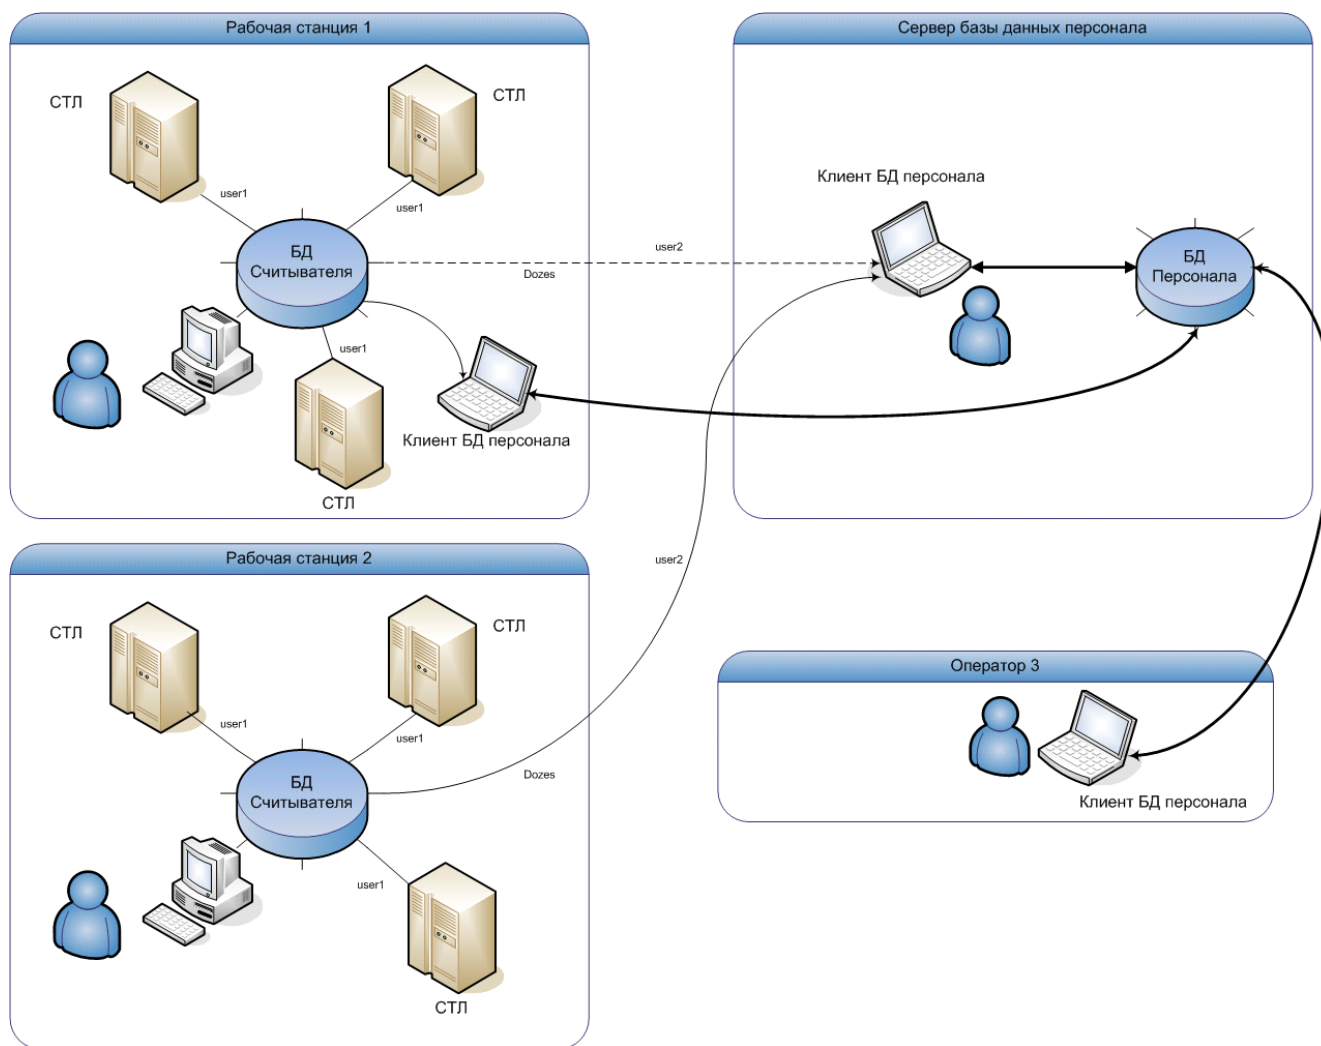 Рабочая станция 1
СТЛ
СТЛ
user1
user1
БД
Считывателя
user1
Клиент БД персонала
СТЛ
user2
Dozes
Сервер базы данных персонала
Клиент БД персонала
БД
Персонала
Рабочая станция 2
СТЛ
СТЛ
user1
user1
БД
Считывателя
user1
СТЛ
user2
Dozes
Оператор 3
Клиент БД персонала